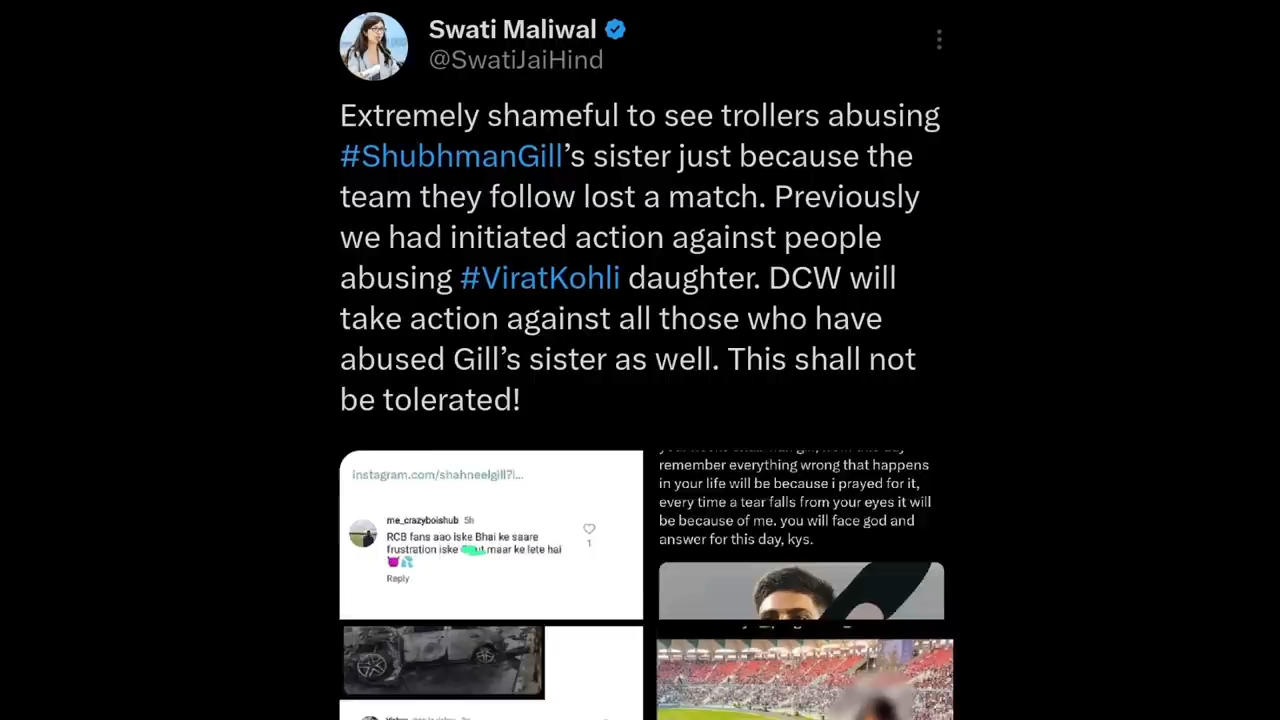 Swati Maliwal
@SwatiJaiHind
Extremely shameful to see trollers abusing
#ShubhmanGill’s sister just because the
team they follow lost a match. Previously
we had initiated action against people
abusing #ViratKohli daughter. DCW will
take action against all those who have
abused Gill’s sister as well. This shall not
be tolerated!
instagram.com/shahneelgill?i...
me_crazyboishub 5h
RCB fans aao iske Bhai ke saare
frustration iske maar ke lete hai
😈💦
1
Reply
remember everything wrong that happens
in your life will be because i prayed for it,
every time a tear falls from your eyes it will
be because of me. you will face god and
answer for this day, kys.